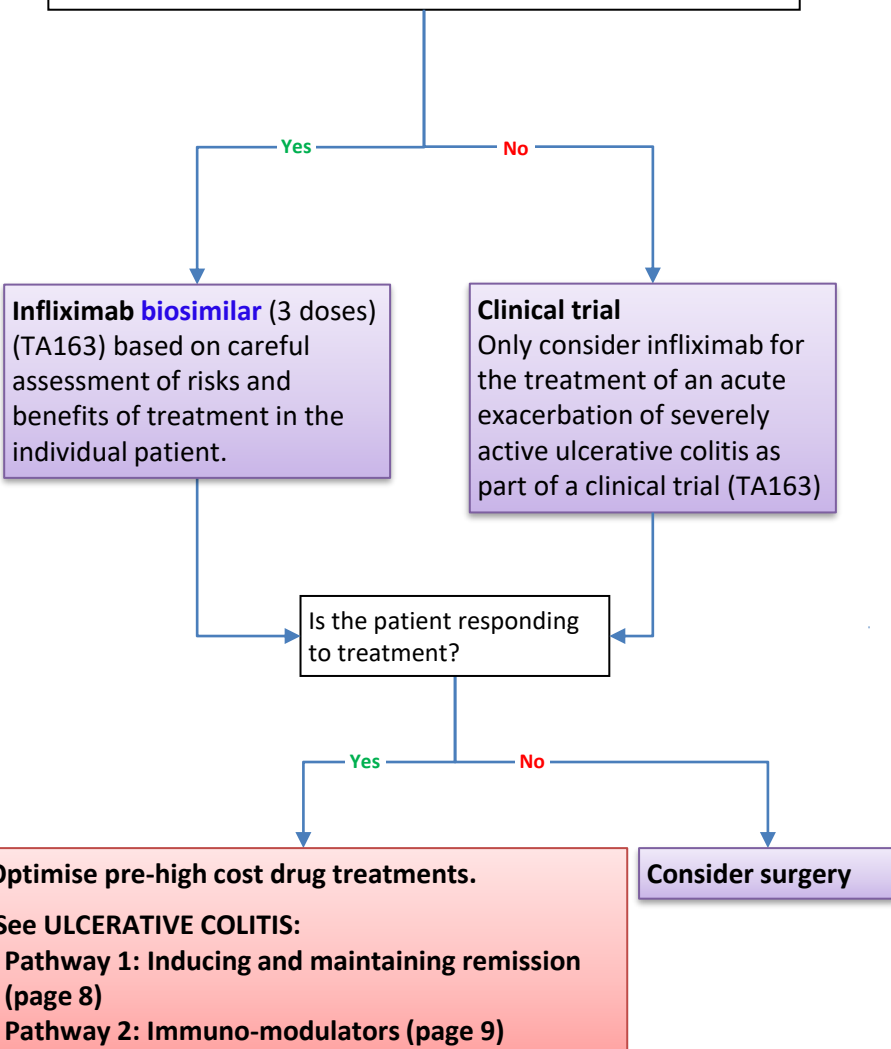 Yes
No
Infliximab biosimilar (3 doses)
(TA163) based on careful
assessment of risks and
benefits of treatment in the
individual patient.
Clinical trial
Only consider infliximab for
the treatment of an acute
exacerbation of severely
active ulcerative colitis as
part of a clinical trial (TA163)
Is the patient responding
to treatment?
Yes
No
Optimise pre-high cost drug treatments.
See ULCERATIVE COLITIS:
Pathway 1: Inducing and maintaining remission
(page 8)
Pathway 2: Immuno-modulators (page 9)
Consider surgery